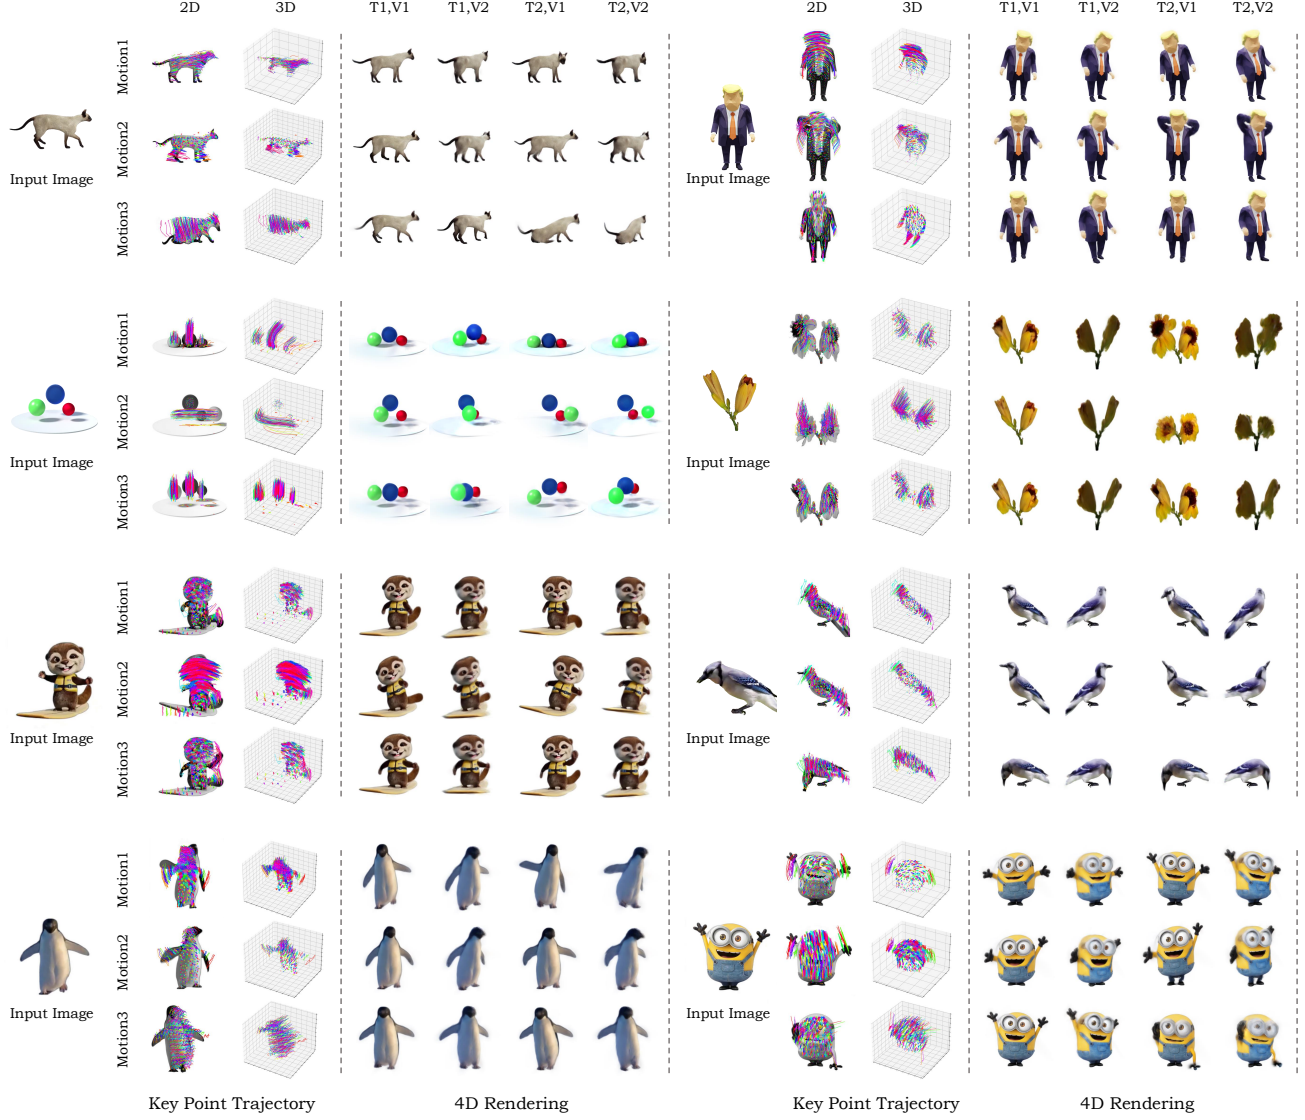 2D 3D T1,V1 T1,V2 T2,V1 T2,V2 2D 3D T1,V1 T1,V2 T2,V1 T2,V2
Motion1
Motion2
Motion3
Input Image
Input Image
Motion1
Motion2
Motion3
Input Image
Input Image
Motion1
Motion2
Motion3
Input Image
Input Image
Motion1
Motion2
Motion3
Input Image
Input Image
Key Point Trajectory 4D Rendering Key Point Trajectory 4D Rendering